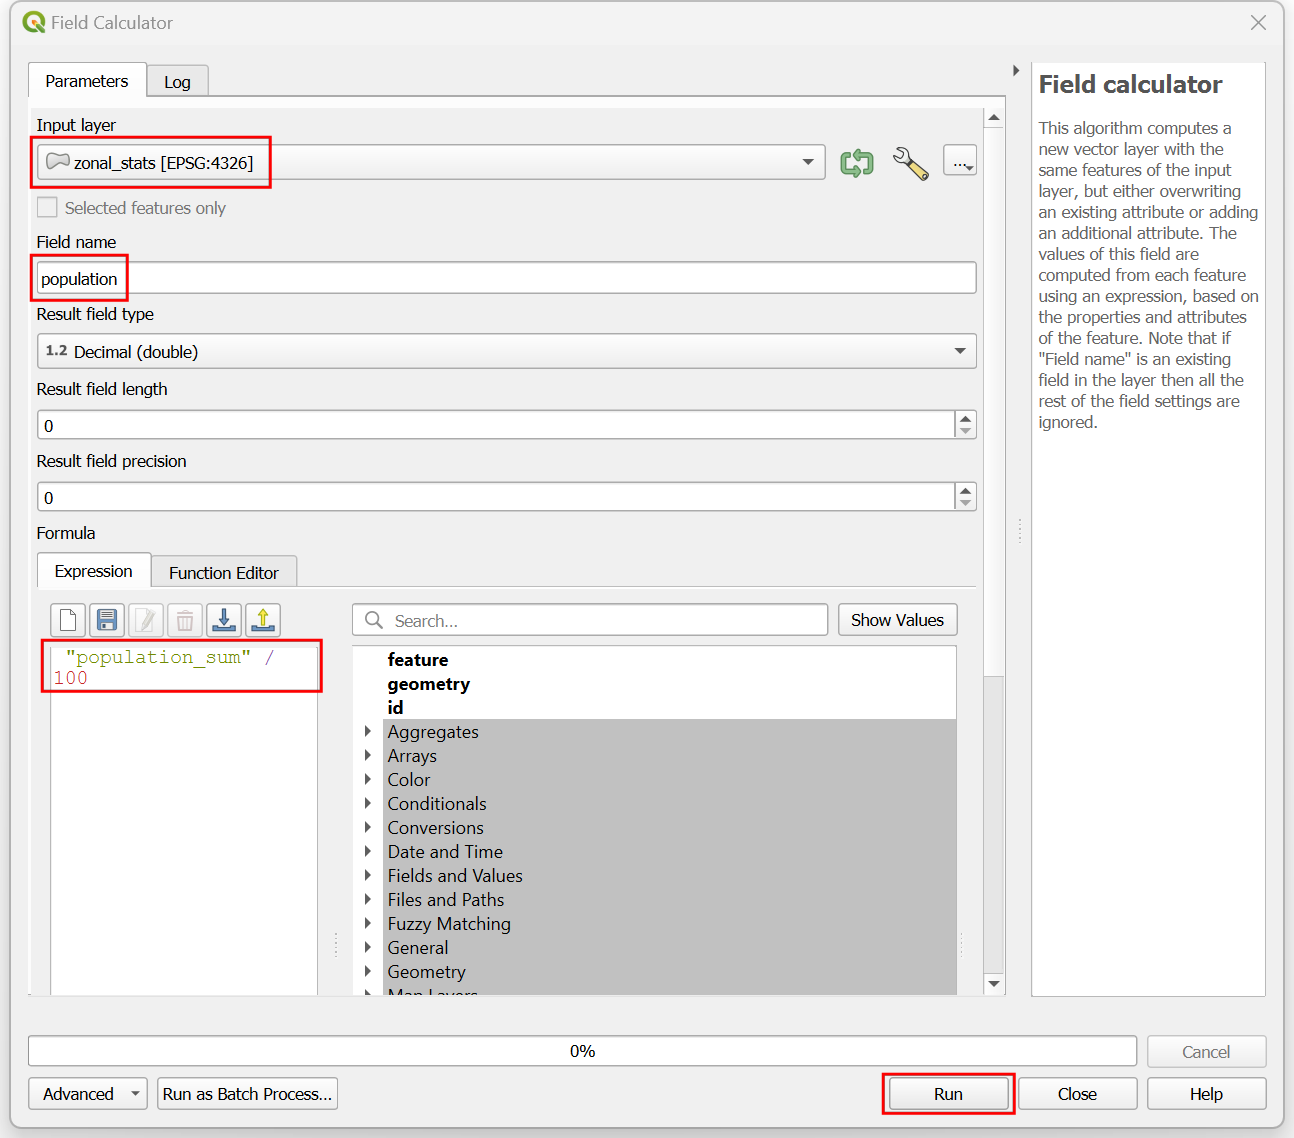 Field Calculator
Parameters
Log
Input layer
zonal_stats [EPSG:4326]
...
Selected features only
Field name
population
Result field type
1.2 Decimal (double)
Result field length
0
Result field precision
0
Formula
Expression
Function Editor
Search...
Show Values
"population_sum" /
100
feature
geometry
id
Aggregates
Arrays
Color
Conditionals
Conversions
Date and Time
Fields and Values
Files and Paths
Fuzzy Matching
General
Geometry
Map Layers
Field calculator
This algorithm computes a
new vector layer with the
same features of the input
layer, but either overwriting
an existing attribute or adding
an additional attribute. The
values of this field are
computed from each feature
using an expression, based on
the properties and attributes
of the feature. Note that if
"Field name" is an existing
field in the layer then all the
rest of the field settings are
ignored.
0%
Cancel
Advanced
Run as Batch Process...
Run
Close
Help